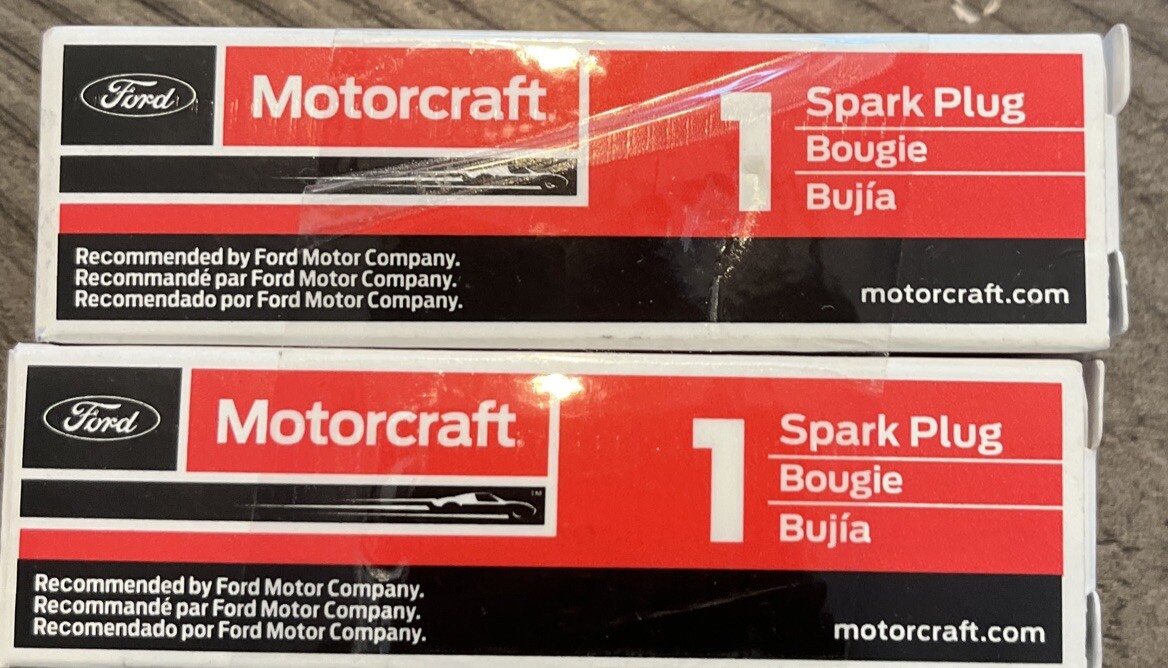 Ford
Motorcraft
1
Spark Plug
Bougie
Bujía
Recommended by Ford Motor Company.
Recommandé par Ford Motor Company.
Recomendado por Ford Motor Company.
motorcraft.com
Ford
Motorcraft
TM
1
Spark Plug
Bougie
Bujía
Recommended by Ford Motor Company.
Recommandé par Ford Motor Company.
Recomendado por Ford Motor Company.
motorcraft.com